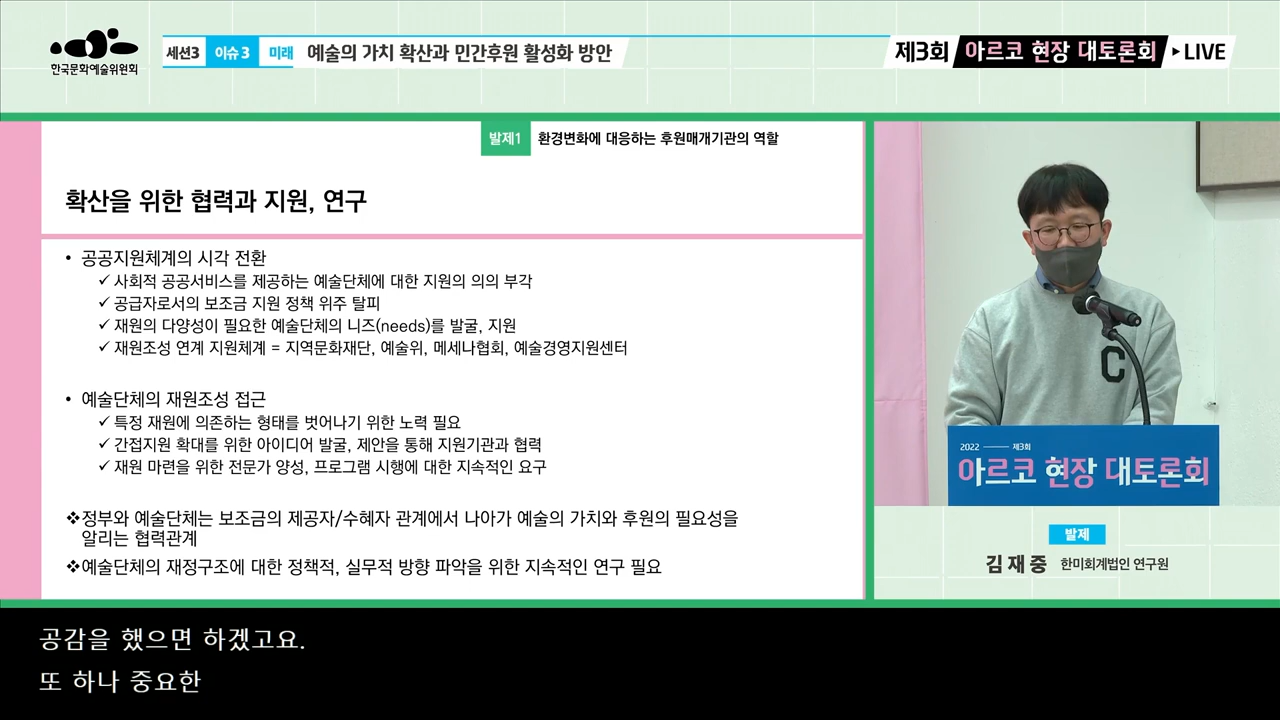 한국문화예술위원회
세션3 이슈 3 미래 예술의 가치 확산과 민간후원 활성화 방안
제3회 아르코 현장 대토론회 LIVE
발제1 환경변화에 대응하는 후원매개기관의 역할
확산을 위한 협력과 지원, 연구
• 공공지원체계의 시각 전환
✓ 사회적 공공서비스를 제공하는 예술단체에 대한 지원의 의의 부각
✓ 공급자로서의 보조금 지원 정책 위주 탈피
✓ 재원의 다양성이 필요한 예술단체의 니즈(needs)를 발굴, 지원
✓ 재원조성 연계 지원체계 = 지역문화재단, 예술위, 메세나협회, 예술경영지원센터
• 예술단체의 재원조성 접근
✓ 특정 재원에 의존하는 형태를 벗어나기 위한 노력 필요
✓ 간접지원 확대를 위한 아이디어 발굴, 제안을 통해 지원기관과 협력
✓ 재원 마련을 위한 전문가 양성, 프로그램 시행에 대한 지속적인 요구
❖정부와 예술단체는 보조금의 제공자/수혜자 관계에서 나아가 예술의 가치와 후원의 필요성을
알리는 협력관계
❖예술단체의 재정구조에 대한 정책적, 실무적 방향 파악을 위한 지속적인 연구 필요
C
2022 제3회
아르코 현장 대토론회
발제
김재중 한미회계법인 연구원
공감을 했으면 하겠고요.
또 하나 중요한